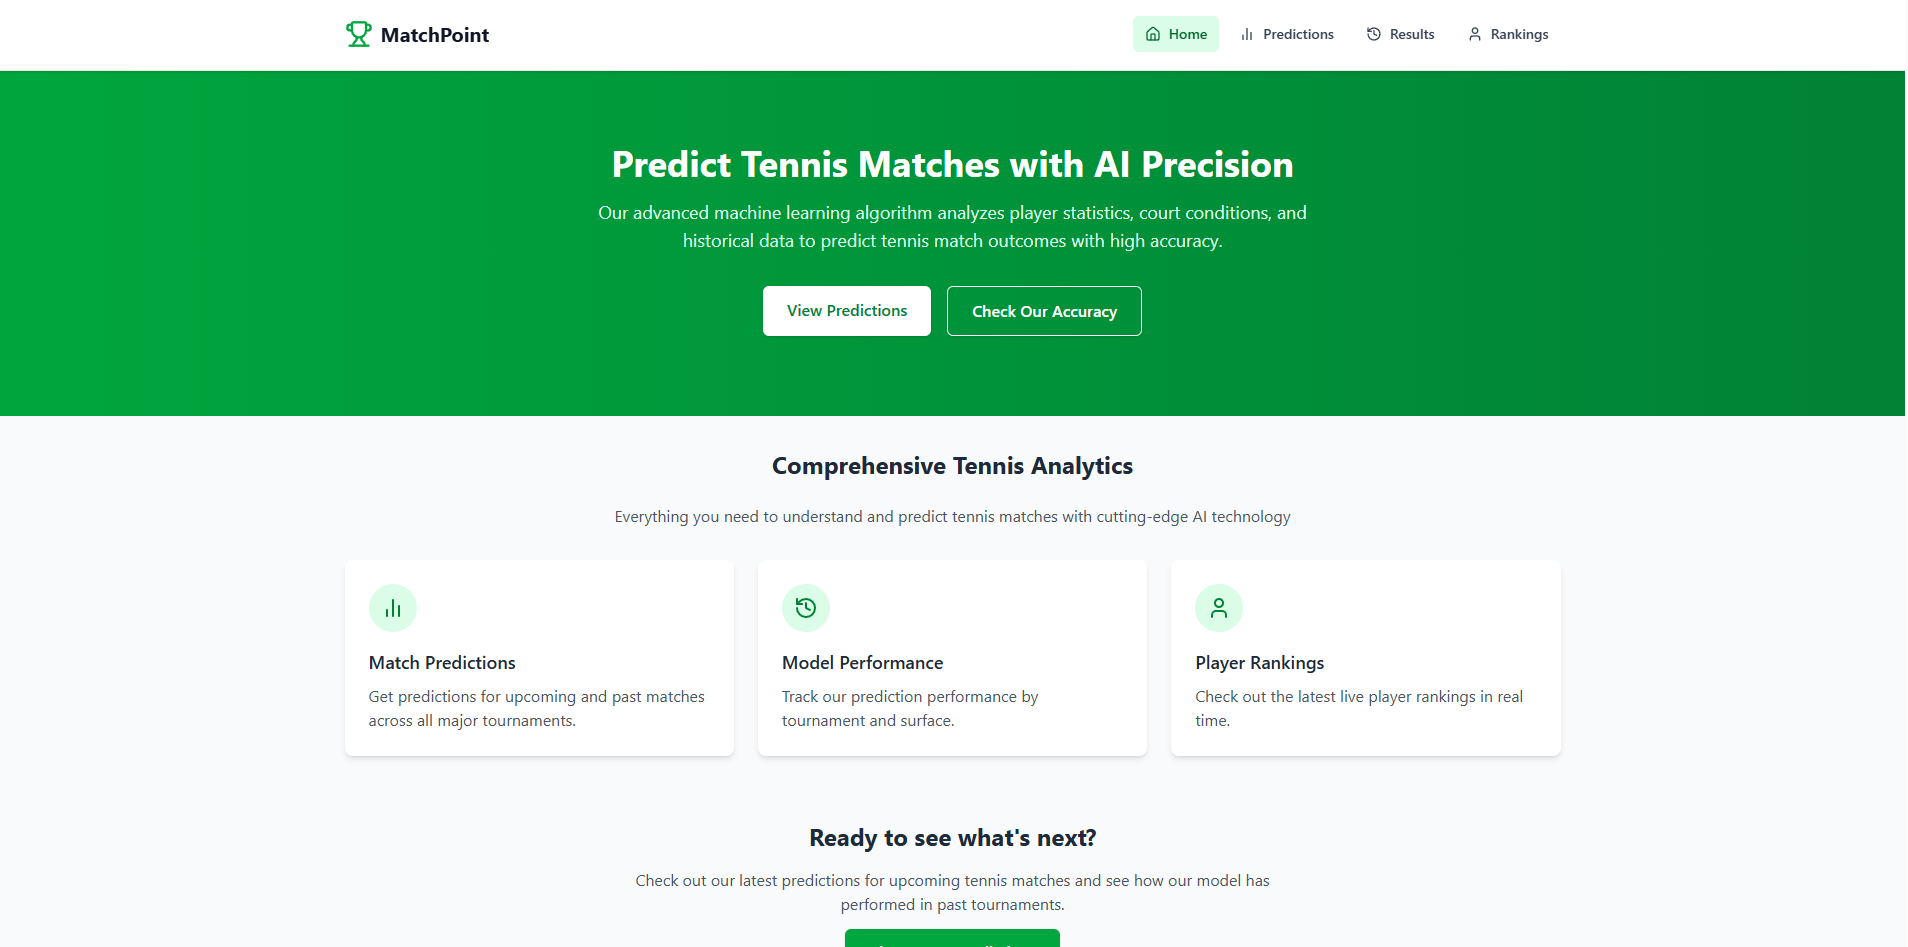 MatchPoint
Home
Predictions
Results
Rankings
Predict Tennis Matches with AI Precision
Our advanced machine learning algorithm analyzes player statistics, court conditions, and
historical data to predict tennis match outcomes with high accuracy.
View Predictions
Check Our Accuracy
Comprehensive Tennis Analytics
Everything you need to understand and predict tennis matches with cutting-edge AI technology
Match Predictions
Get predictions for upcoming and past matches
across all major tournaments.
Model Performance
Track our prediction performance by
tournament and surface.
Player Rankings
Check out the latest live player rankings in real
time.
Ready to see what's next?
Check out our latest predictions for upcoming tennis matches and see how our model has
performed in past tournaments.